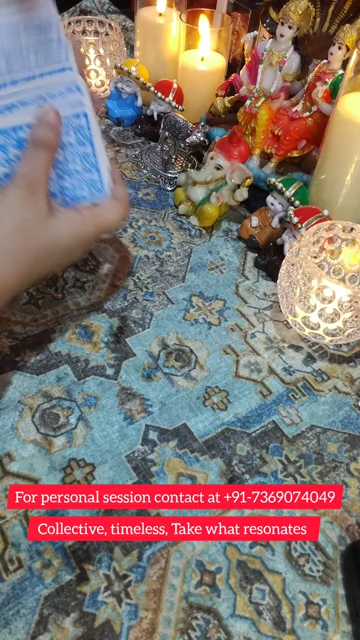 For personal session contact at +91-7369074049
Collective, timeless, Take what resonates